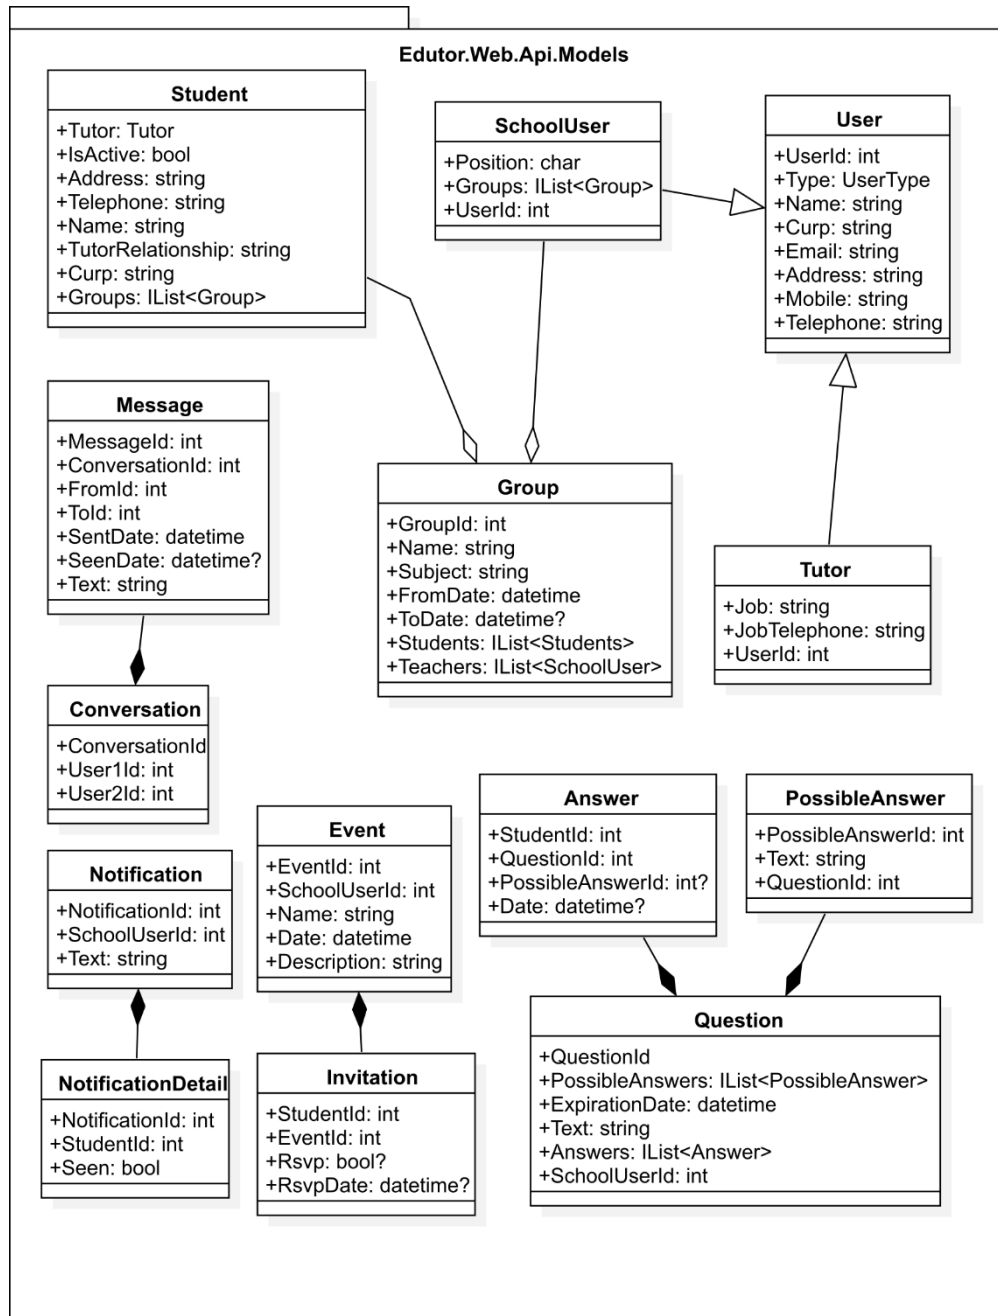 Edutor.Web.Api.Models
Student
+Tutor: Tutor
+IsActive: bool
+Address: string
+Telephone: string
+Name: string
+TutorRelationship: string
+Curp: string
+Groups: IList<Group>
SchoolUser
+Position: char
+Groups: IList<Group>
+UserId: int
User
+UserId: int
+Type: UserType
+Name: string
+Curp: string
+Email: string
+Address: string
+Mobile: string
+Telephone: string
Message
+MessageId: int
+ConversationId: int
+FromId: int
+ToId: int
+SentDate: datetime
+SeenDate: datetime?
+Text: string
Group
+GroupId: int
+Name: string
+Subject: string
+FromDate: datetime
+ToDate: datetime?
+Students: IList<Students>
+Teachers: IList<SchoolUser>
Tutor
+Job: string
+JobTelephone: string
+UserId: int
Conversation
+ConversationId
+User1Id: int
+User2Id: int
Event
+EventId: int
+SchoolUserId: int
+Name: string
+Date: datetime
+Description: string
Answer
+StudentId: int
+QuestionId: int
+PossibleAnswerId: int?
+Date: datetime?
PossibleAnswer
+PossibleAnswerId: int
+Text: string
+QuestionId: int
Notification
+NotificationId: int
+SchoolUserId: int
+Text: string
NotificationDetail
+NotificationId: int
+StudentId: int
+Seen: bool
Invitation
+StudentId: int
+EventId: int
+Rsvp: bool?
+RsvpDate: datetime?
Question
+QuestionId
+PossibleAnswers: IList<PossibleAnswer>
+ExpirationDate: datetime
+Text: string
+Answers: IList<Answer>
+SchoolUserId: int